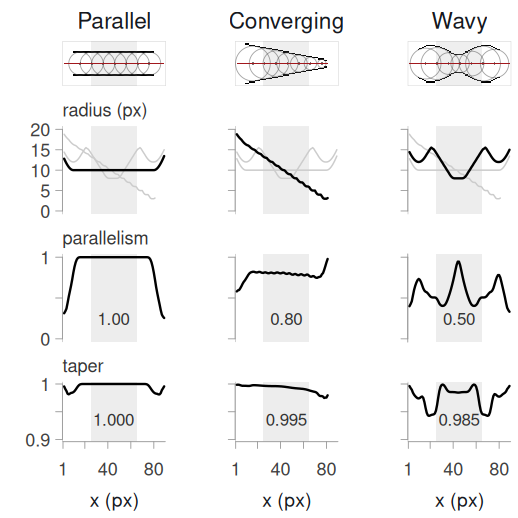 Parallel Converging Wavy
radius (px)
20
15
10
5
0
parallelism
1
1.00 0.80 0.50
0
taper
1
1.000 0.995 0.985
0.9
1 40 80 1 40 80 1 40 80
x (px) x (px) x (px)